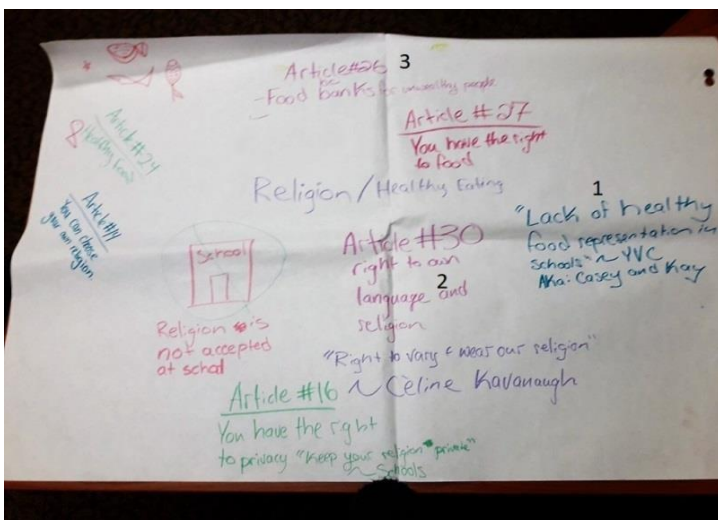 Article #26 3
- Food banks for unwealthy people
Article #27
You have the right
to food
Article #24
Healthy Food
Article #14
You can choose
your own religion.
Religion / Healthy Eating
1
"Lack of healthy
food representation in
schools" ~ YVC
Aka: Casey and Kay
School
Religion is
not accepted
at schol
Article #30
right to own
language and 2
religion
"Right to vary & wear our religion"
~ Celine Kavanaugh
Article #16
You have the right
to privacy "Keep your religion private"
~ Schools